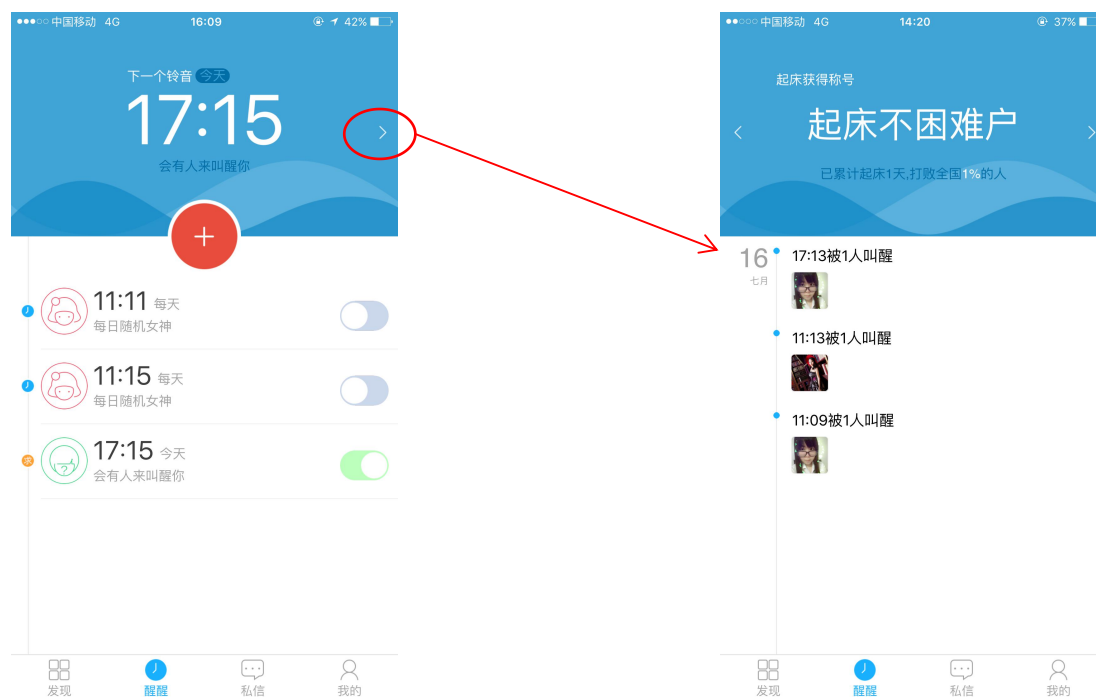 中国移动 4G 16:09 42%
下一个铃音 今天
17:15
会有人来叫醒你
11:11 每天
每日随机女神
11:15 每天
每日随机女神
求
17:15 今天
会有人来叫醒你
发现 醒醒 私信 我的
中国移动 4G 14:20 37%
起床获得称号
起床不困难户
已累计起床1天,打败全国1%的人
16 17:13被1人叫醒
七月
11:13被1人叫醒
11:09被1人叫醒
发现 醒醒 私信 我的